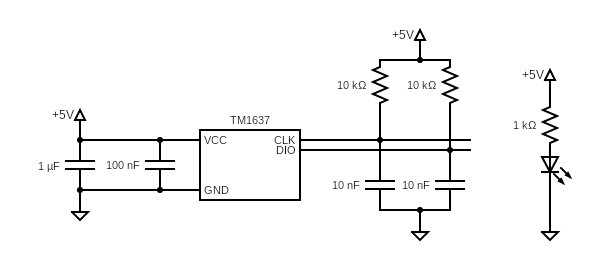 +5V
+5V
10 kΩ
10 kΩ
1 kΩ
+5V
TM1637
VCC
CLK
DIO
1 µF
100 nF
GND
10 nF
10 nF